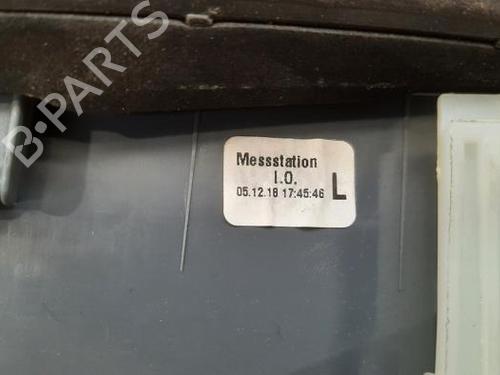 B-PARTS
Messstation
I.O.
05.12.18 17:45:46 L